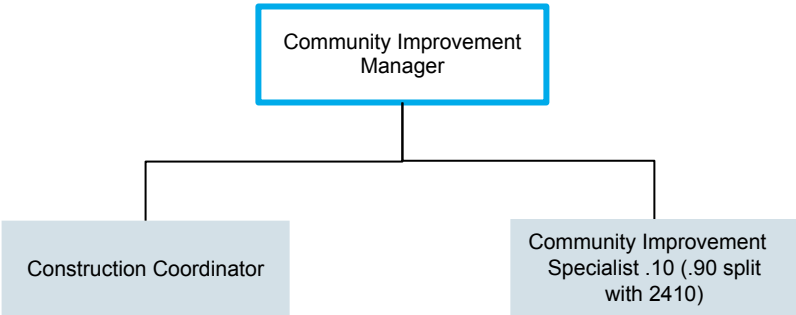 Community Improvement
Manager
Construction Coordinator
Community Improvement
Specialist .10 (.90 split
with 2410)